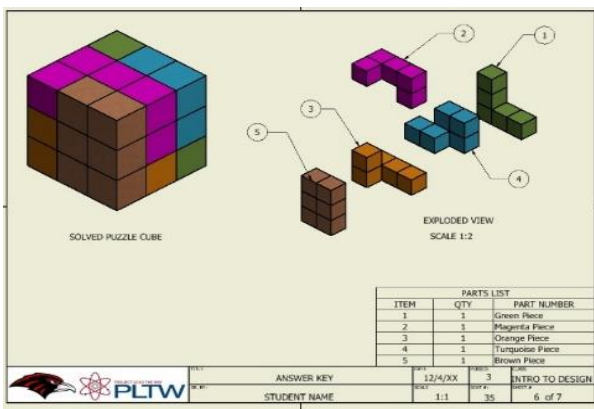 2
1
3
5
4
SOLVED PUZZLE CUBE
EXPLODED VIEW
SCALE 1:2
PARTS LIST
ITEM QTY PART NUMBER
1 1 Green Piece
2 1 Magenta Piece
3 1 Orange Piece
4 1 Turquoise Piece
5 1 Brown Piece
PLTW
ANSWER KEY
12/4/XX
3
INTRO TO DESIGN
STUDENT NAME
1:1
35
6 of 7